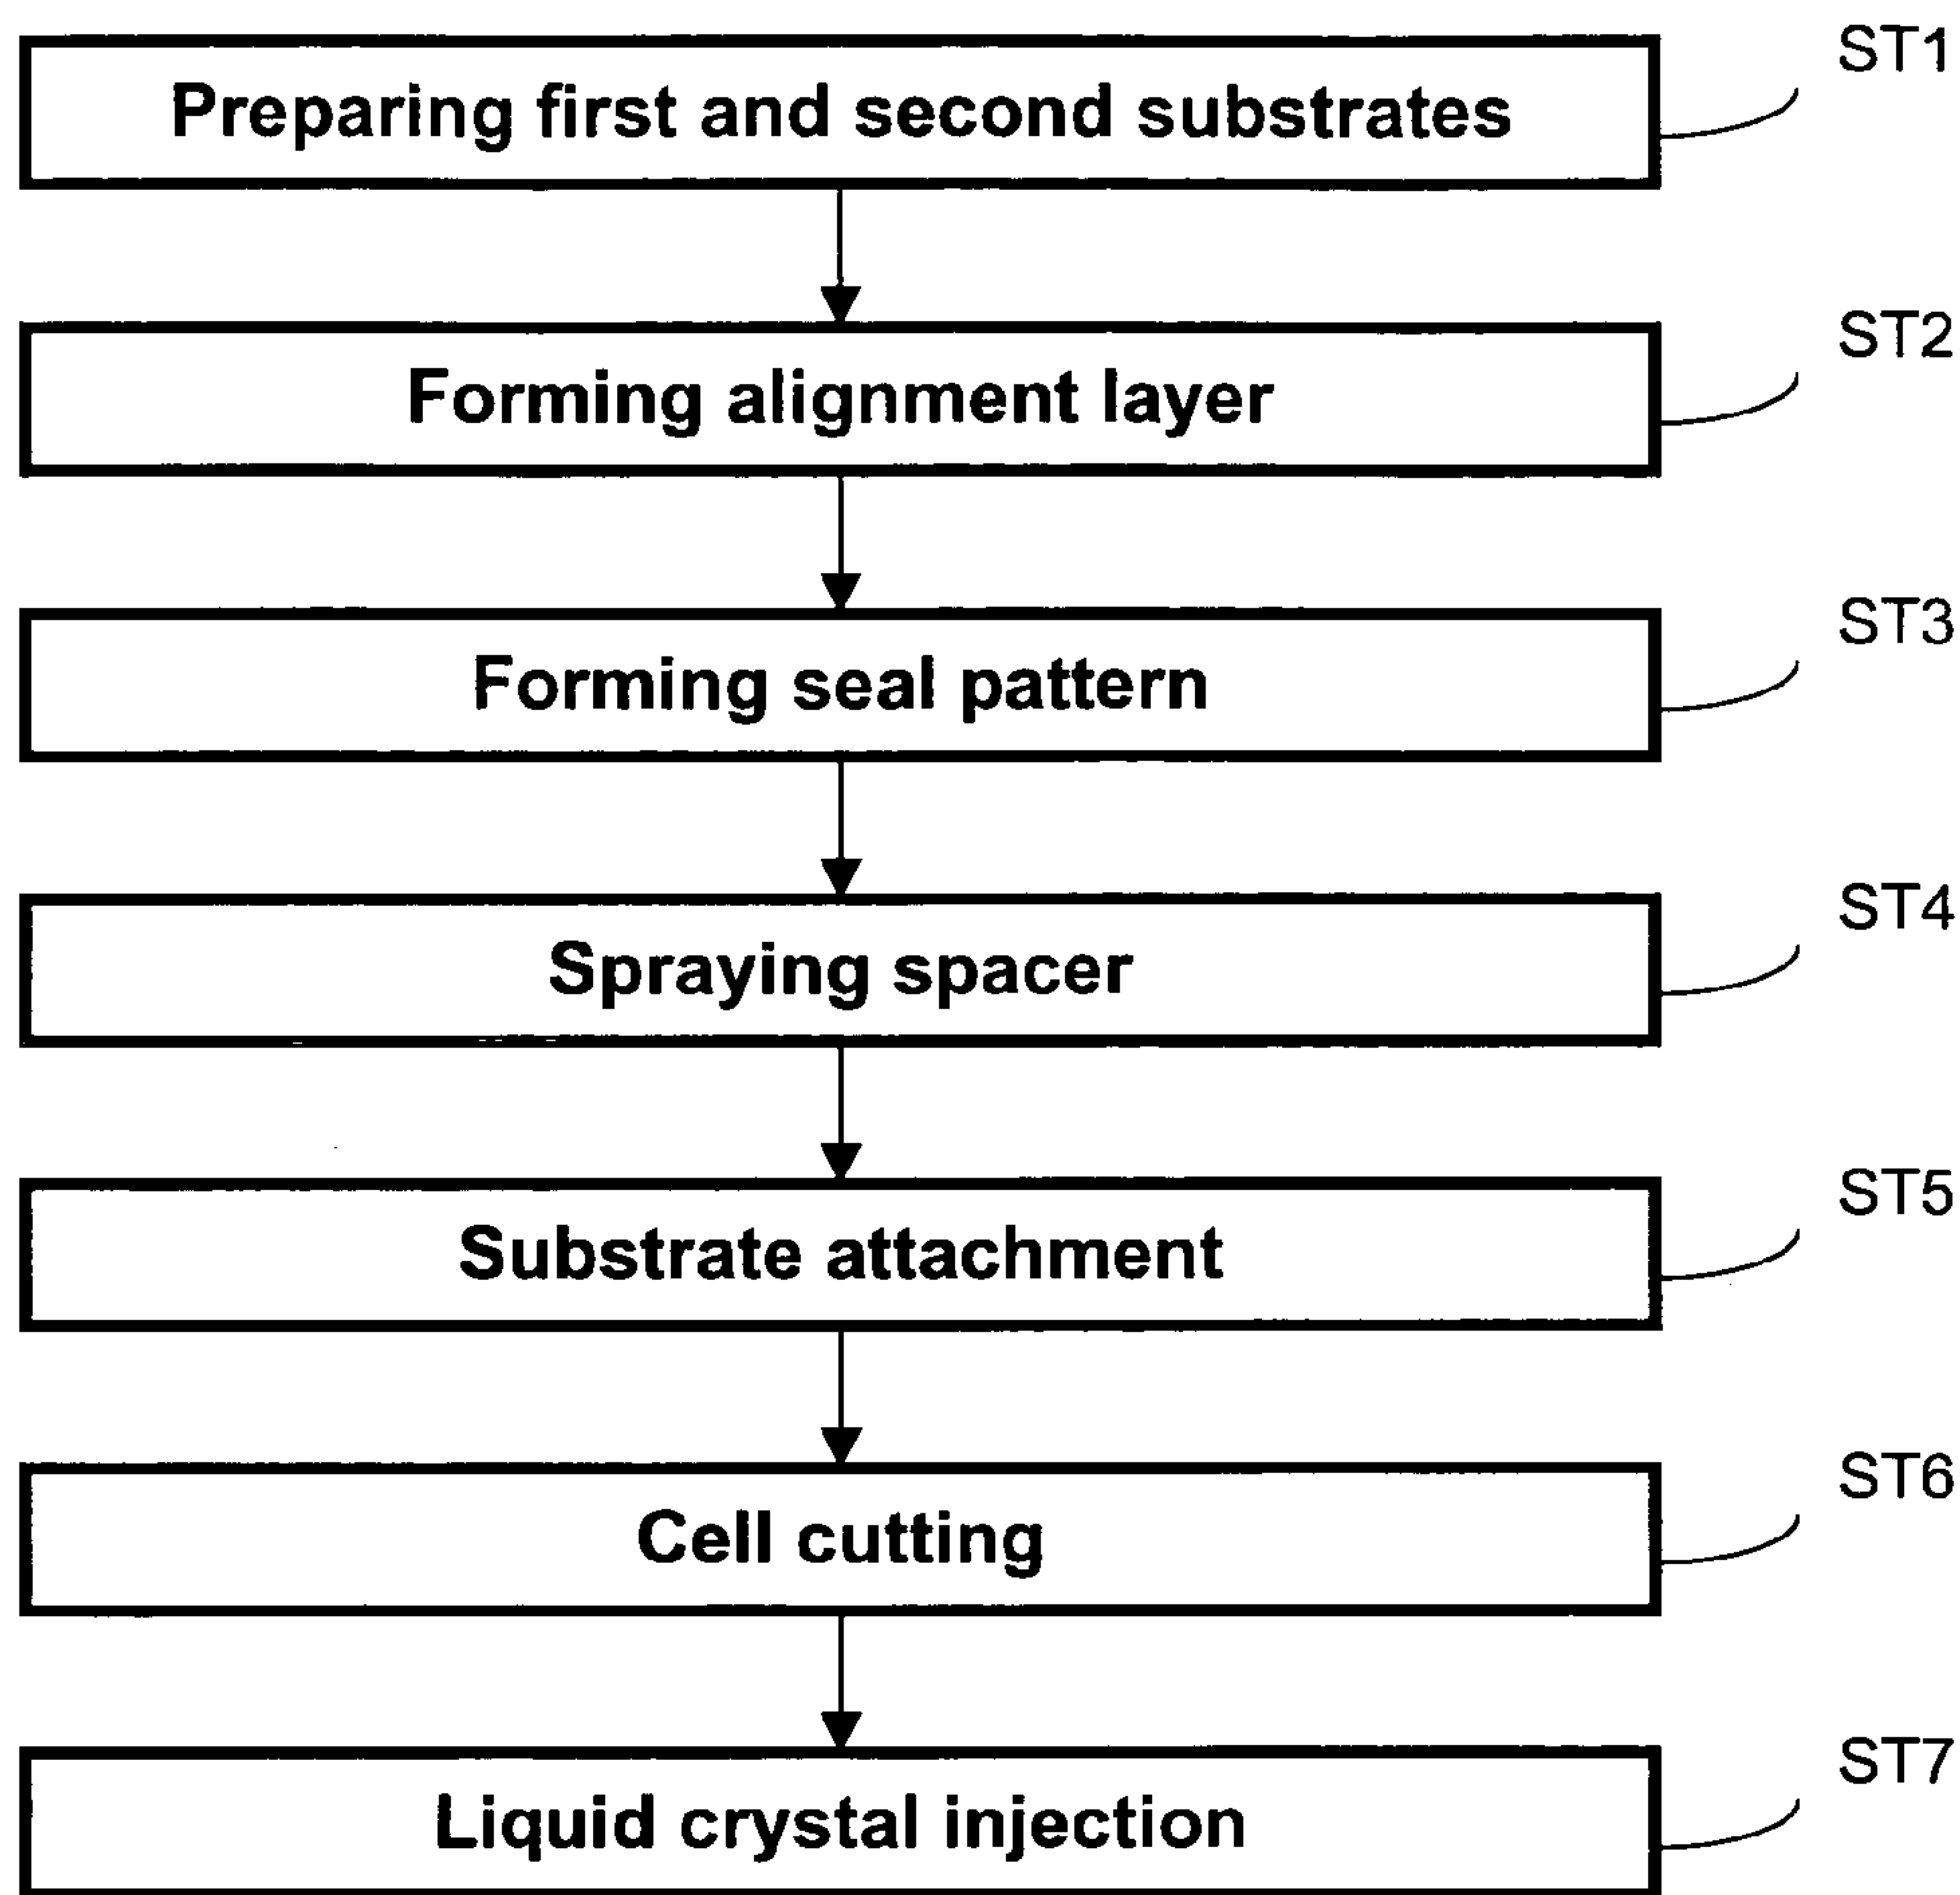 ST1
Preparing first and second substrates
ST2
Forming alignment layer
ST3
Forming seal pattern
ST4
Spraying spacer
ST5
Substrate attachment
ST6
Cell cutting
ST7
Liquid crystal injection